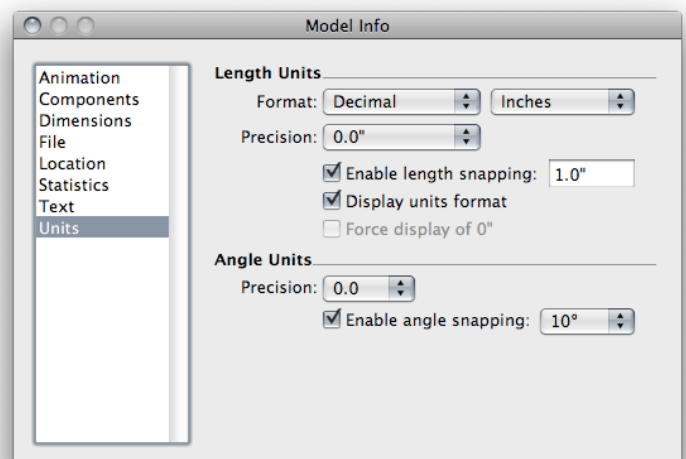 Model Info
Animation
Components
Dimensions
File
Location
Statistics
Text
Units
Length Units
Format: Decimal Inches
Precision: 0.0"
Enable length snapping: 1.0"
Display units format
Force display of 0"
Angle Units
Precision: 0.0
Enable angle snapping: 10°